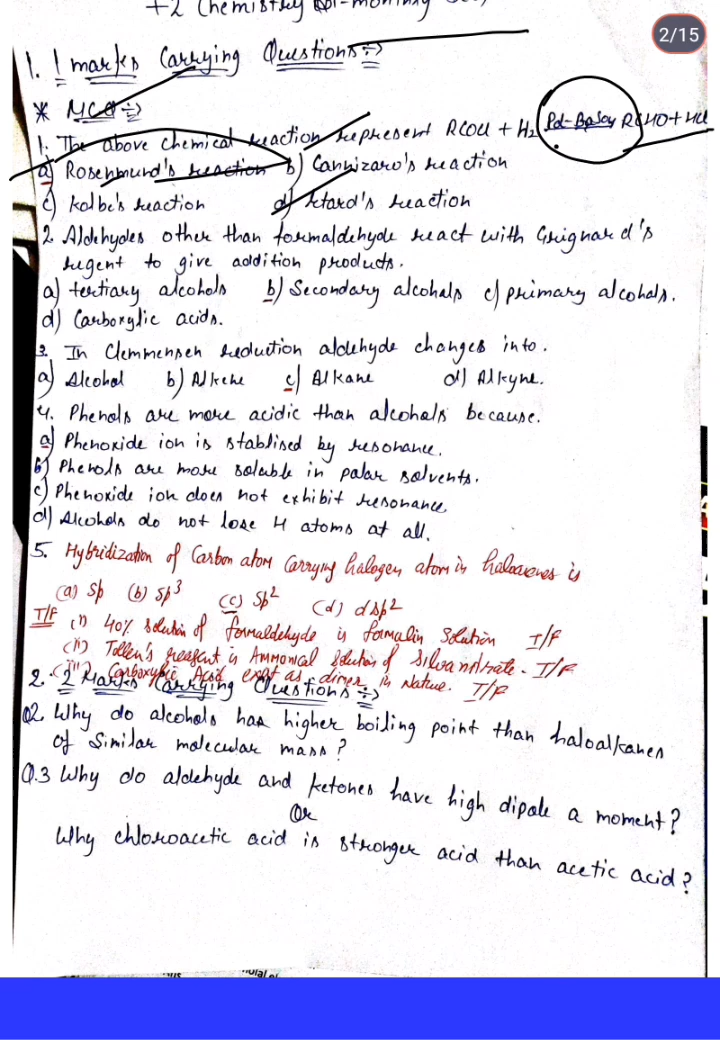 +2 Chemistry
2/15
1. 1 marks Carrying Questions :->
* MCQ :->
1. The above chemical reaction represent RCOCl + H2 Pd-BaSO4 RCHO + HCl
a) Rosenmund's reaction b) Cannizaro's reaction
c) Kolbe's reaction d) Etard's reaction
2. Aldehydes other than formaldehyde react with Grignard's
regent to give addition products.
a) tertiary alcohols b) Secondary alcohals c) primary alcohals.
d) Carboxylic acids.
3. In Clemmensen reduction aldehyde changes into.
a) Alcohol b) Alkene c) Alkane d) Alkyne.
4. Phenols are more acidic than alcohals because.
a) Phenoxide ion is stablised by resonance.
b) Phenols are more soluble in polar solvents.
c) Phenoxide ion does not exhibit resonance
d) Alcohols do not lose H atoms at all.
5. Hybridization of Carbon atom Carrying halogen atom in haloarenes is
(a) sp (b) sp3 (c) sp2 (d) dsp2
T/F (i) 40% solution of formaldehyde is formalin solution T/F
(ii) Tollen's reagent is Ammonical solution of Silver nitrate. T/F
(iii) Carboxylic Acid exist as dimer in Nature. T/F
2. 2 Marks Carrying Questions :->
Q2. Why do alcohols has higher boiling point than haloalkanes
of Similar molecular mass?
Q.3 Why do aldehyde and ketones have high dipole a moment?
Or
Why chloroacetic acid is stronger acid than acetic acid?